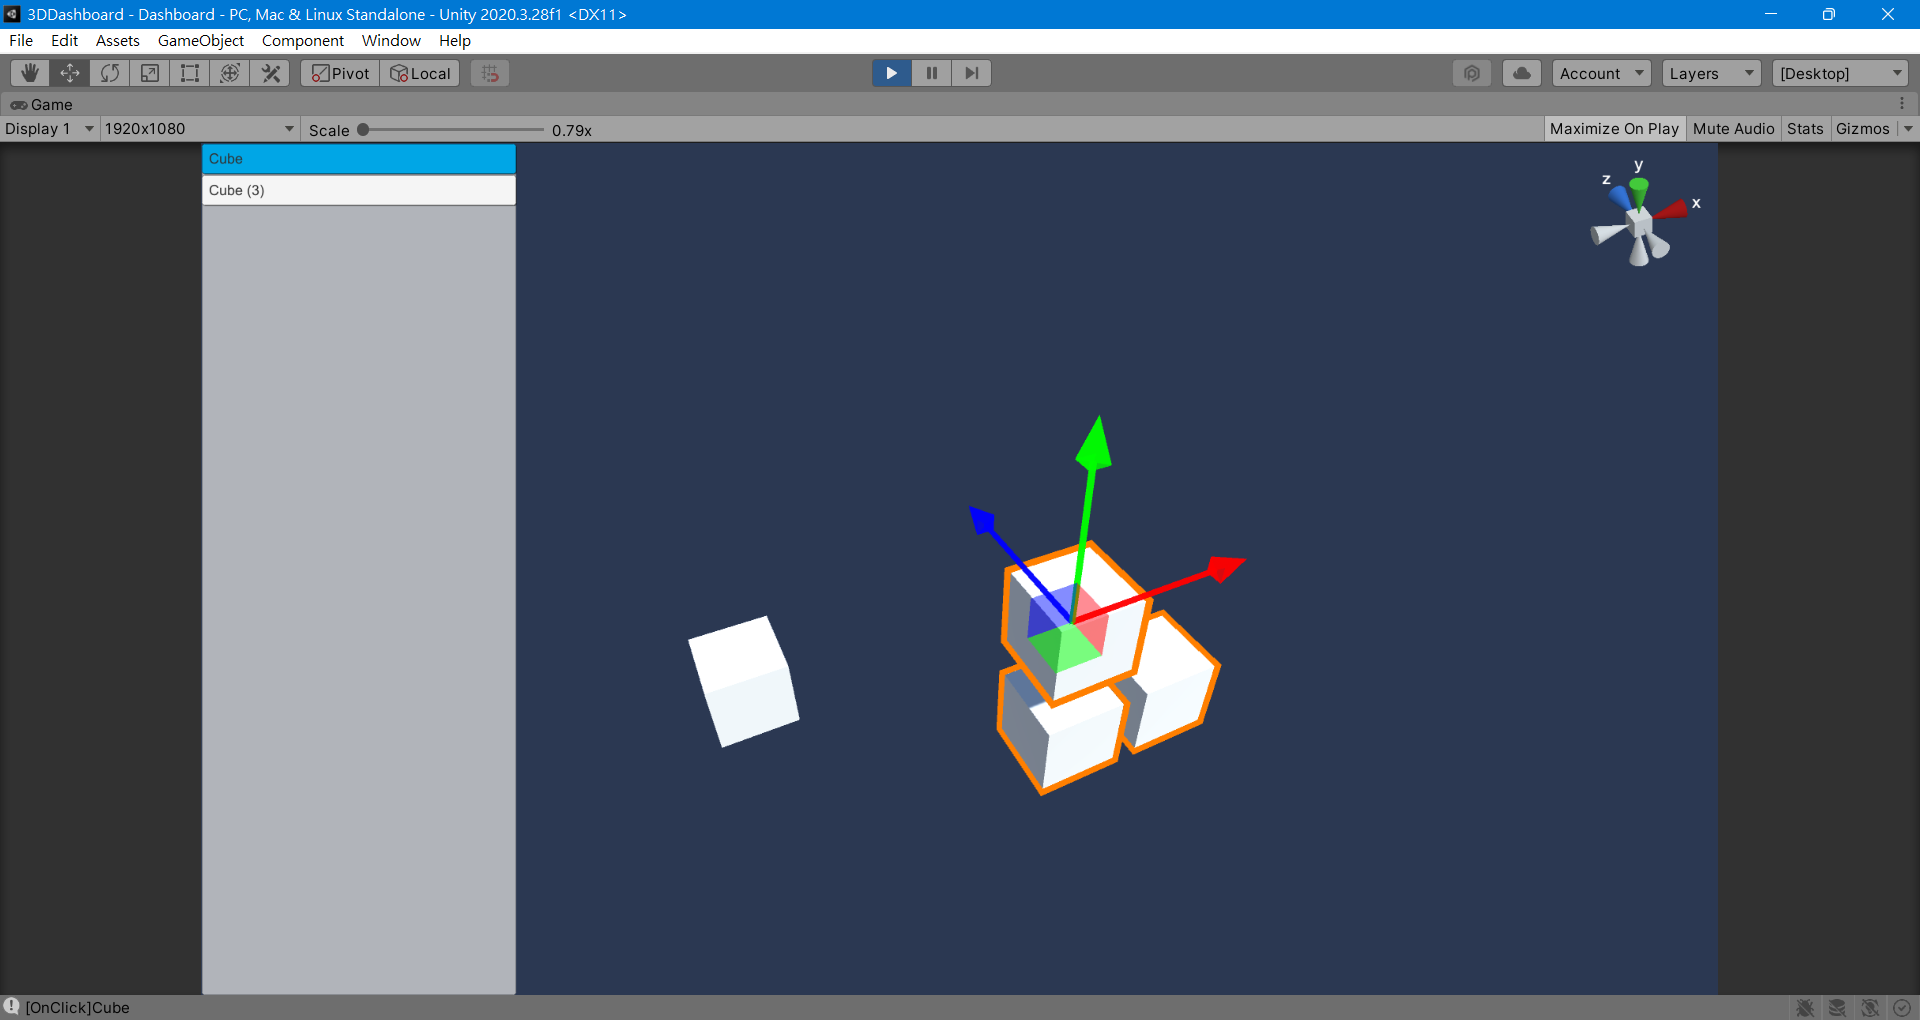 3DDashboard - Dashboard - PC, Mac & Linux Standalone - Unity 2020.3.28f1 <DX11>
File Edit Assets GameObject Component Window Help
Pivot Local Account Layers [Desktop]
Game
Display 1 1920x1080 Scale 0.79x Maximize On Play Mute Audio Stats Gizmos
Cube
Cube (3)
y
z
x
[OnClick]Cube